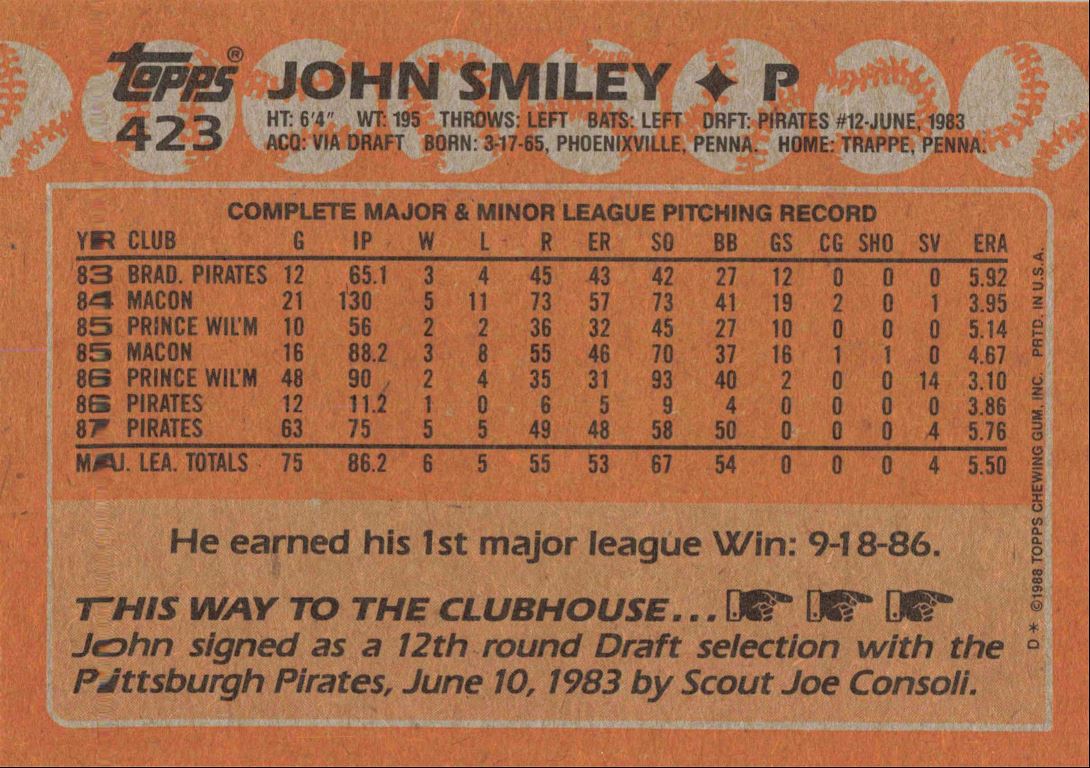 Topps® JOHN SMILEY ✦ P
423
HT: 6'4" WT: 195 THROWS: LEFT BATS: LEFT DRFT: PIRATES #12-JUNE, 1983
ACQ: VIA DRAFT BORN: 3-17-65, PHOENIXVILLE, PENNA. HOME: TRAPPE, PENNA.
COMPLETE MAJOR & MINOR LEAGUE PITCHING RECORD
YR CLUB G IP W L R ER SO BB GS CG SHO SV ERA
83 BRAD. PIRATES 12 65.1 3 4 45 43 42 27 12 0 0 0 5.92
84 MACON 21 130 5 11 73 57 73 41 19 2 0 1 3.95
85 PRINCE WIL'M 10 56 2 2 36 32 45 27 10 0 0 0 5.14
85 MACON 16 88.2 3 8 55 46 70 37 16 1 1 0 4.67
86 PRINCE WIL'M 48 90 2 4 35 31 93 40 2 0 0 14 3.10
86 PIRATES 12 11.2 1 0 6 5 9 4 0 0 0 0 3.86
87 PIRATES 63 75 5 5 49 48 58 50 0 0 0 4 5.76
MAJ. LEA. TOTALS 75 86.2 6 5 55 53 67 54 0 0 0 4 5.50
He earned his 1st major league Win: 9-18-86.
THIS WAY TO THE CLUBHOUSE...
John signed as a 12th round Draft selection with the
Pittsburgh Pirates, June 10, 1983 by Scout Joe Consoli.
D* ©1988 TOPPS CHEWING GUM, INC. PRTD. IN U.S.A.